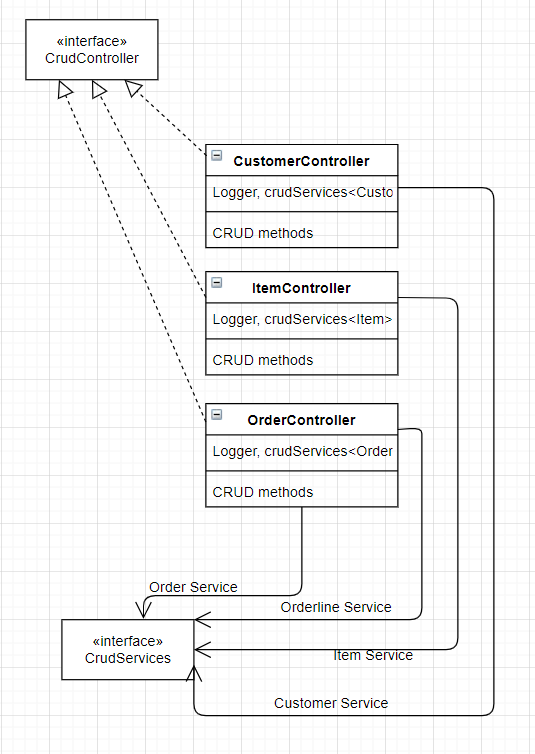 «interface»
CrudController
CustomerController
Logger, crudServices<Custo
CRUD methods
ItemController
Logger, crudServices<Item>
CRUD methods
OrderController
Logger, crudServices<Order
CRUD methods
Order Service
Orderline Service
«interface»
CrudServices
Item Service
Customer Service